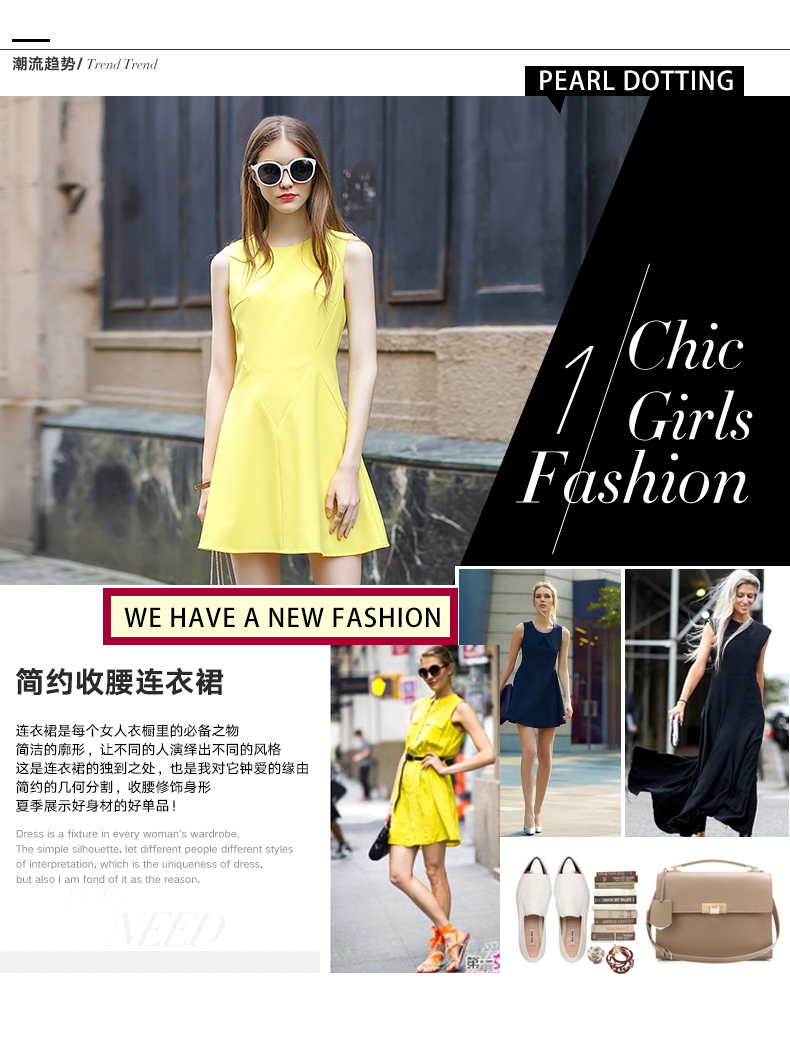 潮流趋势/ Trend Trend
PEARL DOTTING
1
Chic
Girls
Fashion
WE HAVE A NEW FASHION
简约收腰连衣裙
连衣裙是每个女人衣橱里的必备之物
简洁的廓形，让不同的人演绎出不同的风格
这是连衣裙的独到之处，也是我对它钟爱的缘由
简约的几何分割，收腰修饰身形
夏季展示好身材的好单品！
Dress is a fixture in every woman's wardrobe.
The simple silhouette, let different people different styles
of interpretation, which is the uniqueness of dress,
but also I am fond of it as the reason.
YOU
NEED